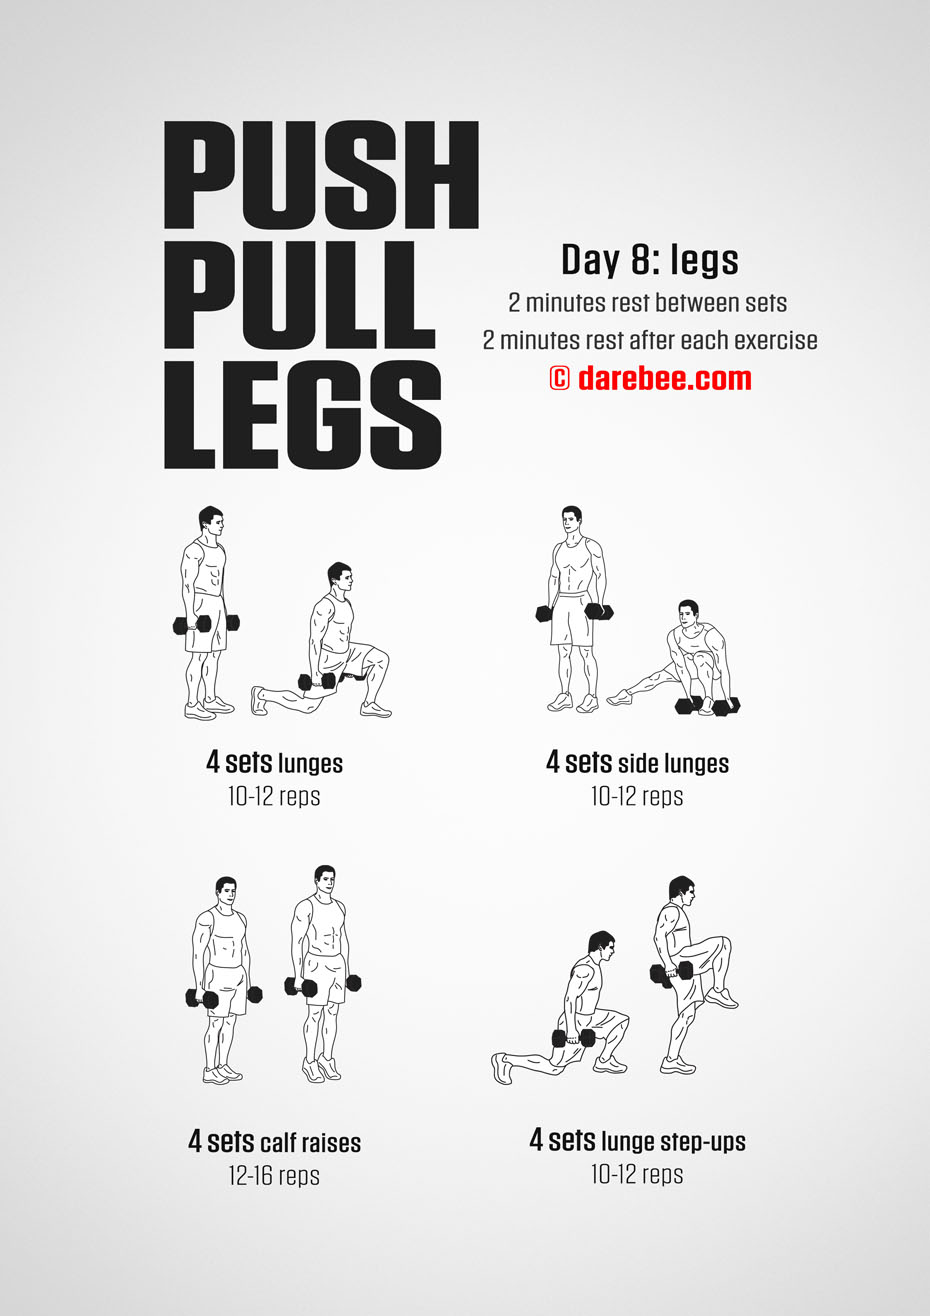 PUSH
PULL
LEGS
Day 8: legs
2 minutes rest between sets
2 minutes rest after each exercise
© darebee.com
4 sets lunges
10-12 reps
4 sets side lunges
10-12 reps
4 sets calf raises
12-16 reps
4 sets lunge step-ups
10-12 reps